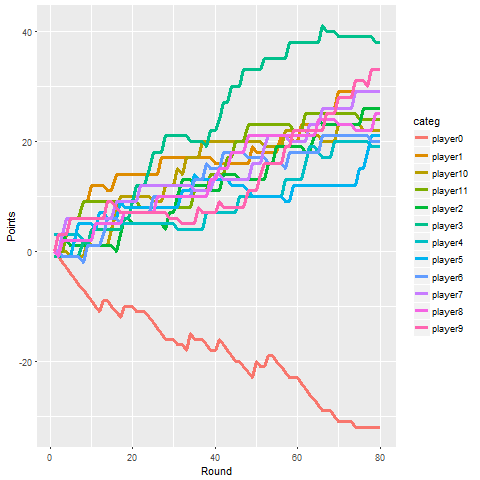 40
20
0
-20
Points
0
20
40
60
80
Round
categ
player0
player1
player10
player11
player2
player3
player4
player5
player6
player7
player8
player9